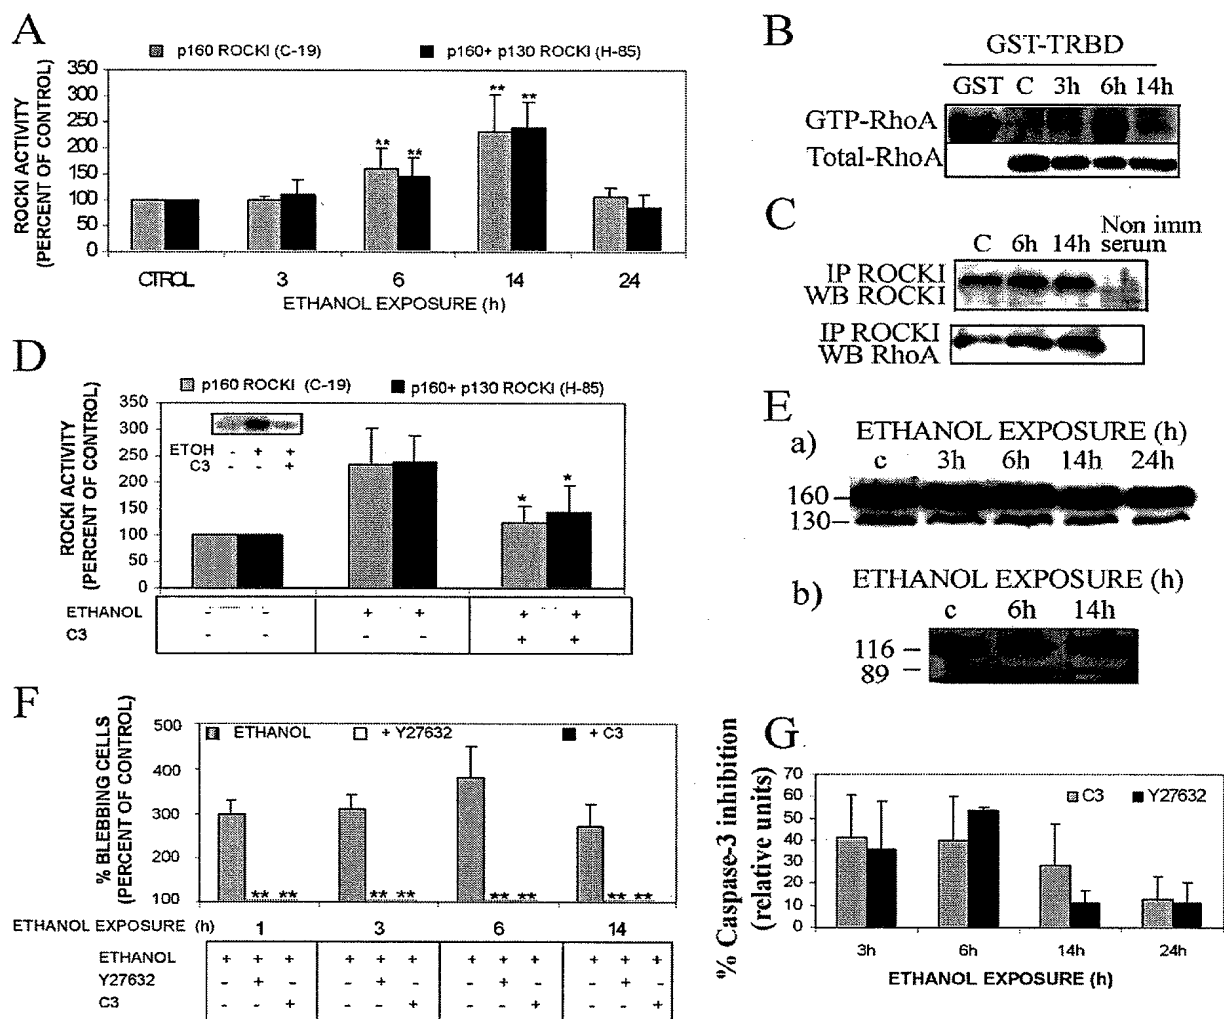 A
p160 ROCKI (C-19) p160+ p130 ROCKI (H-85)
ROCKI ACTIVITY
(PERCENT OF CONTROL)
350
300
250
200
150
100
50
0
** ** ** **
CTROL 3 6 14 24
ETHANOL EXPOSURE (h)
B
GST-TRBD
GST C 3h 6h 14h
GTP-RhoA
Total-RhoA
C
C 6h 14h Non imm
serum
IP ROCKI
WB ROCKI
IP ROCKI
WB RhoA
D
p160 ROCKI (C-19) p160+ p130 ROCKI (H-85)
ROCKI ACTIVITY
(PERCENT OF CONTROL)
350
300
250
200
150
100
50
0
ETOH - + +
C3 - - +
* *
ETHANOL - - + + + +
C3 - - - - + +
E
a)
ETHANOL EXPOSURE (h)
c 3h 6h 14h 24h
160
130
b)
ETHANOL EXPOSURE (h)
c 6h 14h
116
89
F
% BLEBBING CELLS
(PERCENT OF CONTROL)
ETHANOL + Y27632 + C3
500
400
300
200
100
** ** ** ** ** ** ** **
ETHANOL EXPOSURE (h) 1 3 6 14
ETHANOL + + + + + + + + + + + +
Y27632 - + - - + - - + - - + -
C3 - - + - - + - - + - - +
G
% Caspase-3 inhibition
(relative units)
C3 Y27632
70
60
50
40
30
20
10
0
3h 6h 14h 24h
ETHANOL EXPOSURE (h)